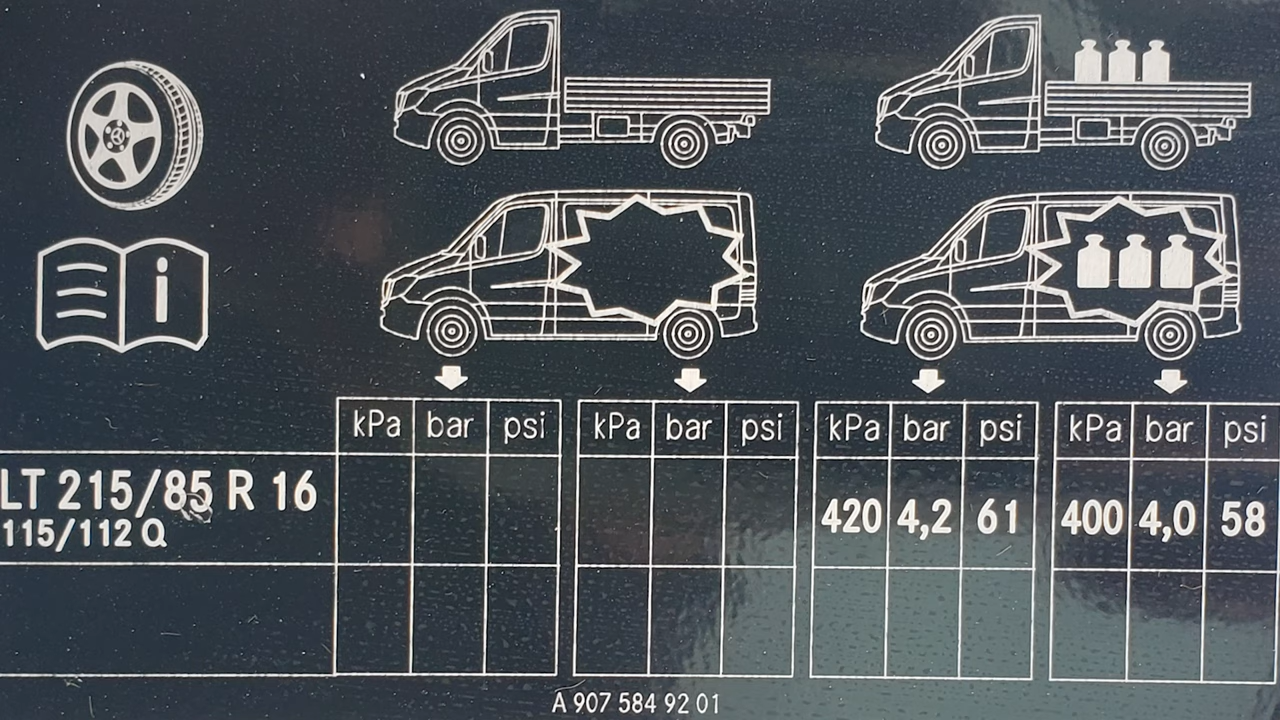 i
kPa bar psi kPa bar psi kPa bar psi kPa bar psi
LT 215/85 R 16 420 4,2 61 400 4,0 58
115/112 Q
A 907 584 92 01